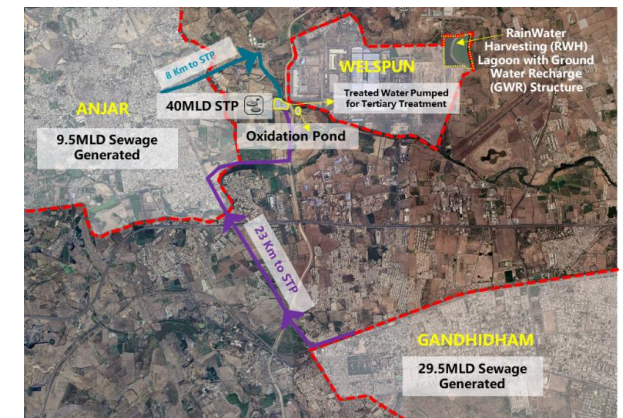 RainWater
Harvesting (RWH)
Lagoon with Ground
Water Recharge
(GWR) Structure
WELSPUN
8 Km to STP
Treated Water Pumped
for Tertiary Treatment
ANJAR
40MLD STP
9.5MLD Sewage
Generated
Oxidation Pond
23 Km to STP
GANDHIDHAM
29.5MLD Sewage
Generated